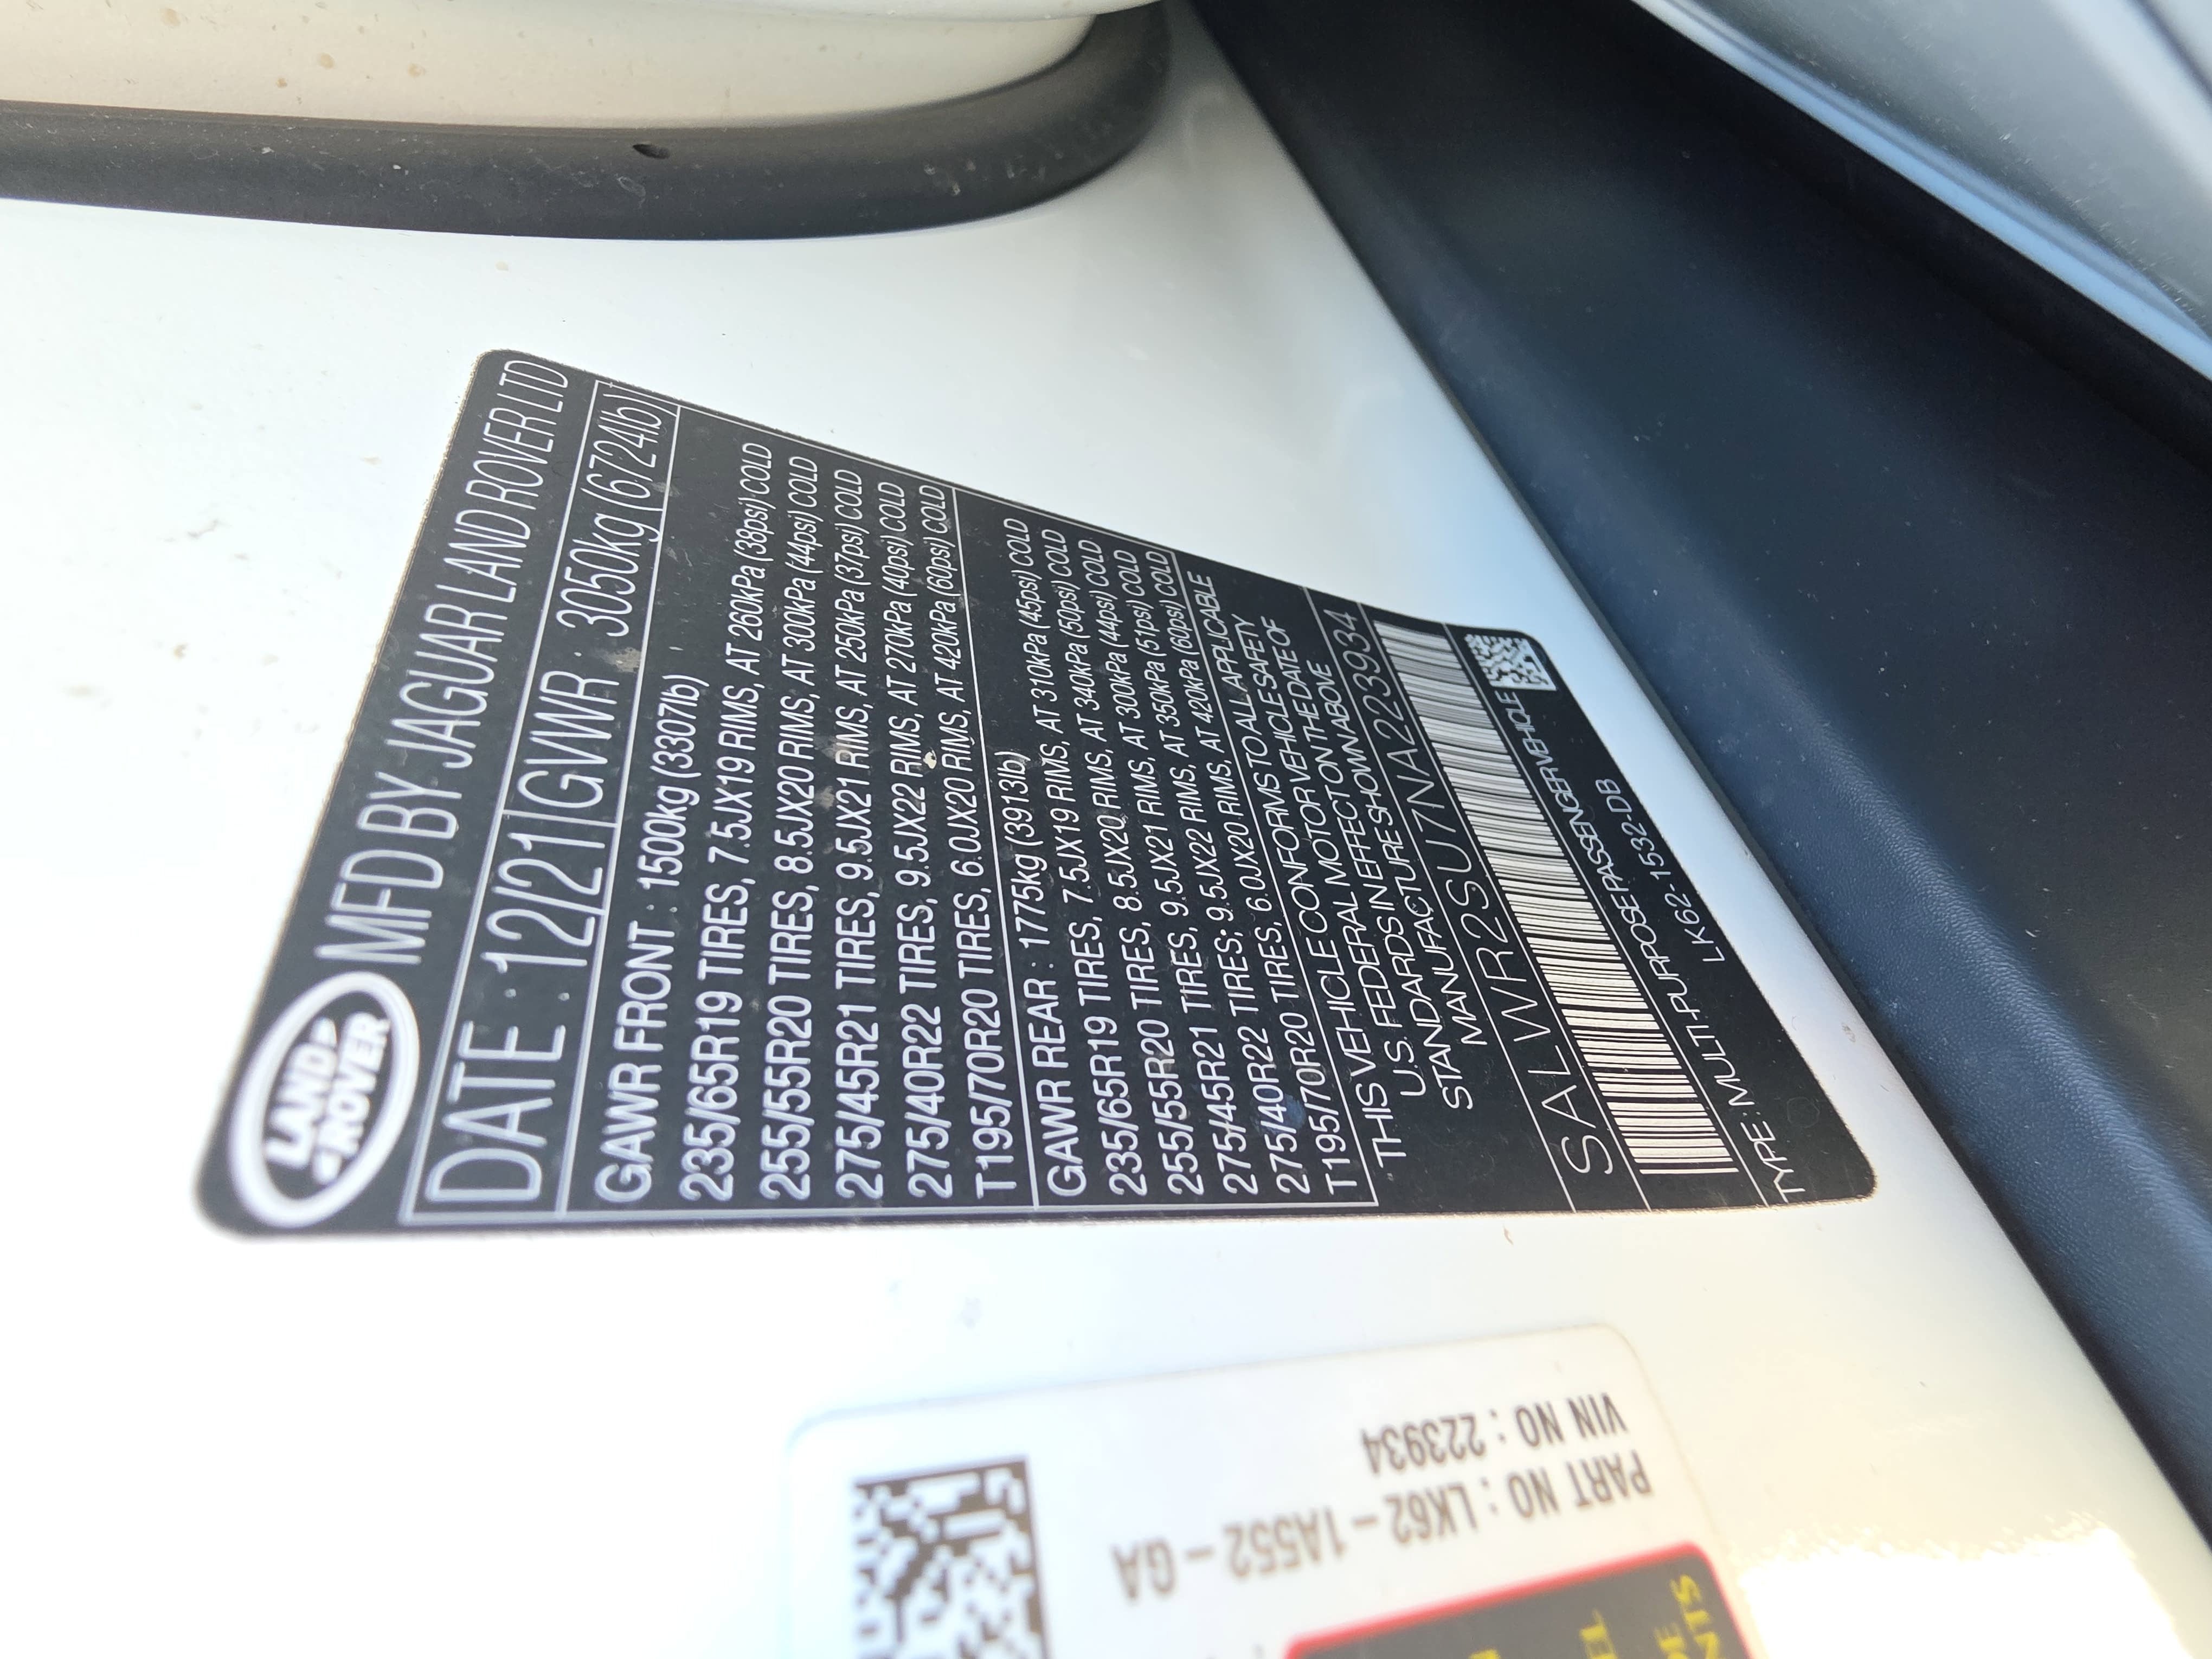 LAND
ROVER
MFD BY JAGUAR LAND ROVER LTD
DATE : 12/21 GVWR : 3050kg (6724lb)
GAWR FRONT : 1500kg (3307lb)
235/65R19 TIRES, 7.5JX19 RIMS, AT 260kPa (38psi) COLD
255/55R20 TIRES, 8.5JX20 RIMS, AT 300kPa (44psi) COLD
275/45R21 TIRES, 9.5JX21 RIMS, AT 250kPa (37psi) COLD
275/40R22 TIRES, 9.5JX22 RIMS, AT 270kPa (40psi) COLD
T195/70R20 TIRES, 6.0JX20 RIMS, AT 420kPa (60psi) COLD
GAWR REAR : 1775kg (3913lb)
235/65R19 TIRES, 7.5JX19 RIMS, AT 310kPa (45psi) COLD
255/55R20 TIRES, 8.5JX20 RIMS, AT 340kPa (50psi) COLD
275/45R21 TIRES, 9.5JX21 RIMS, AT 300kPa (44psi) COLD
275/40R22 TIRES, 9.5JX22 RIMS, AT 350kPa (51psi) COLD
T195/70R20 TIRES, 6.0JX20 RIMS, AT 420kPa (60psi) COLD
THIS VEHICLE CONFORMS TO ALL APPLICABLE
U.S. FEDERAL MOTOR VEHICLE SAFETY
STANDARDS IN EFFECT ON THE DATE OF
MANUFACTURE SHOWN ABOVE
SALWR2SU7NA223934
TYPE : MULTI-PURPOSE PASSENGER VEHICLE
LK62-1532-DB
VIN NO : 223934
PART NO : LK62-1A552-GA